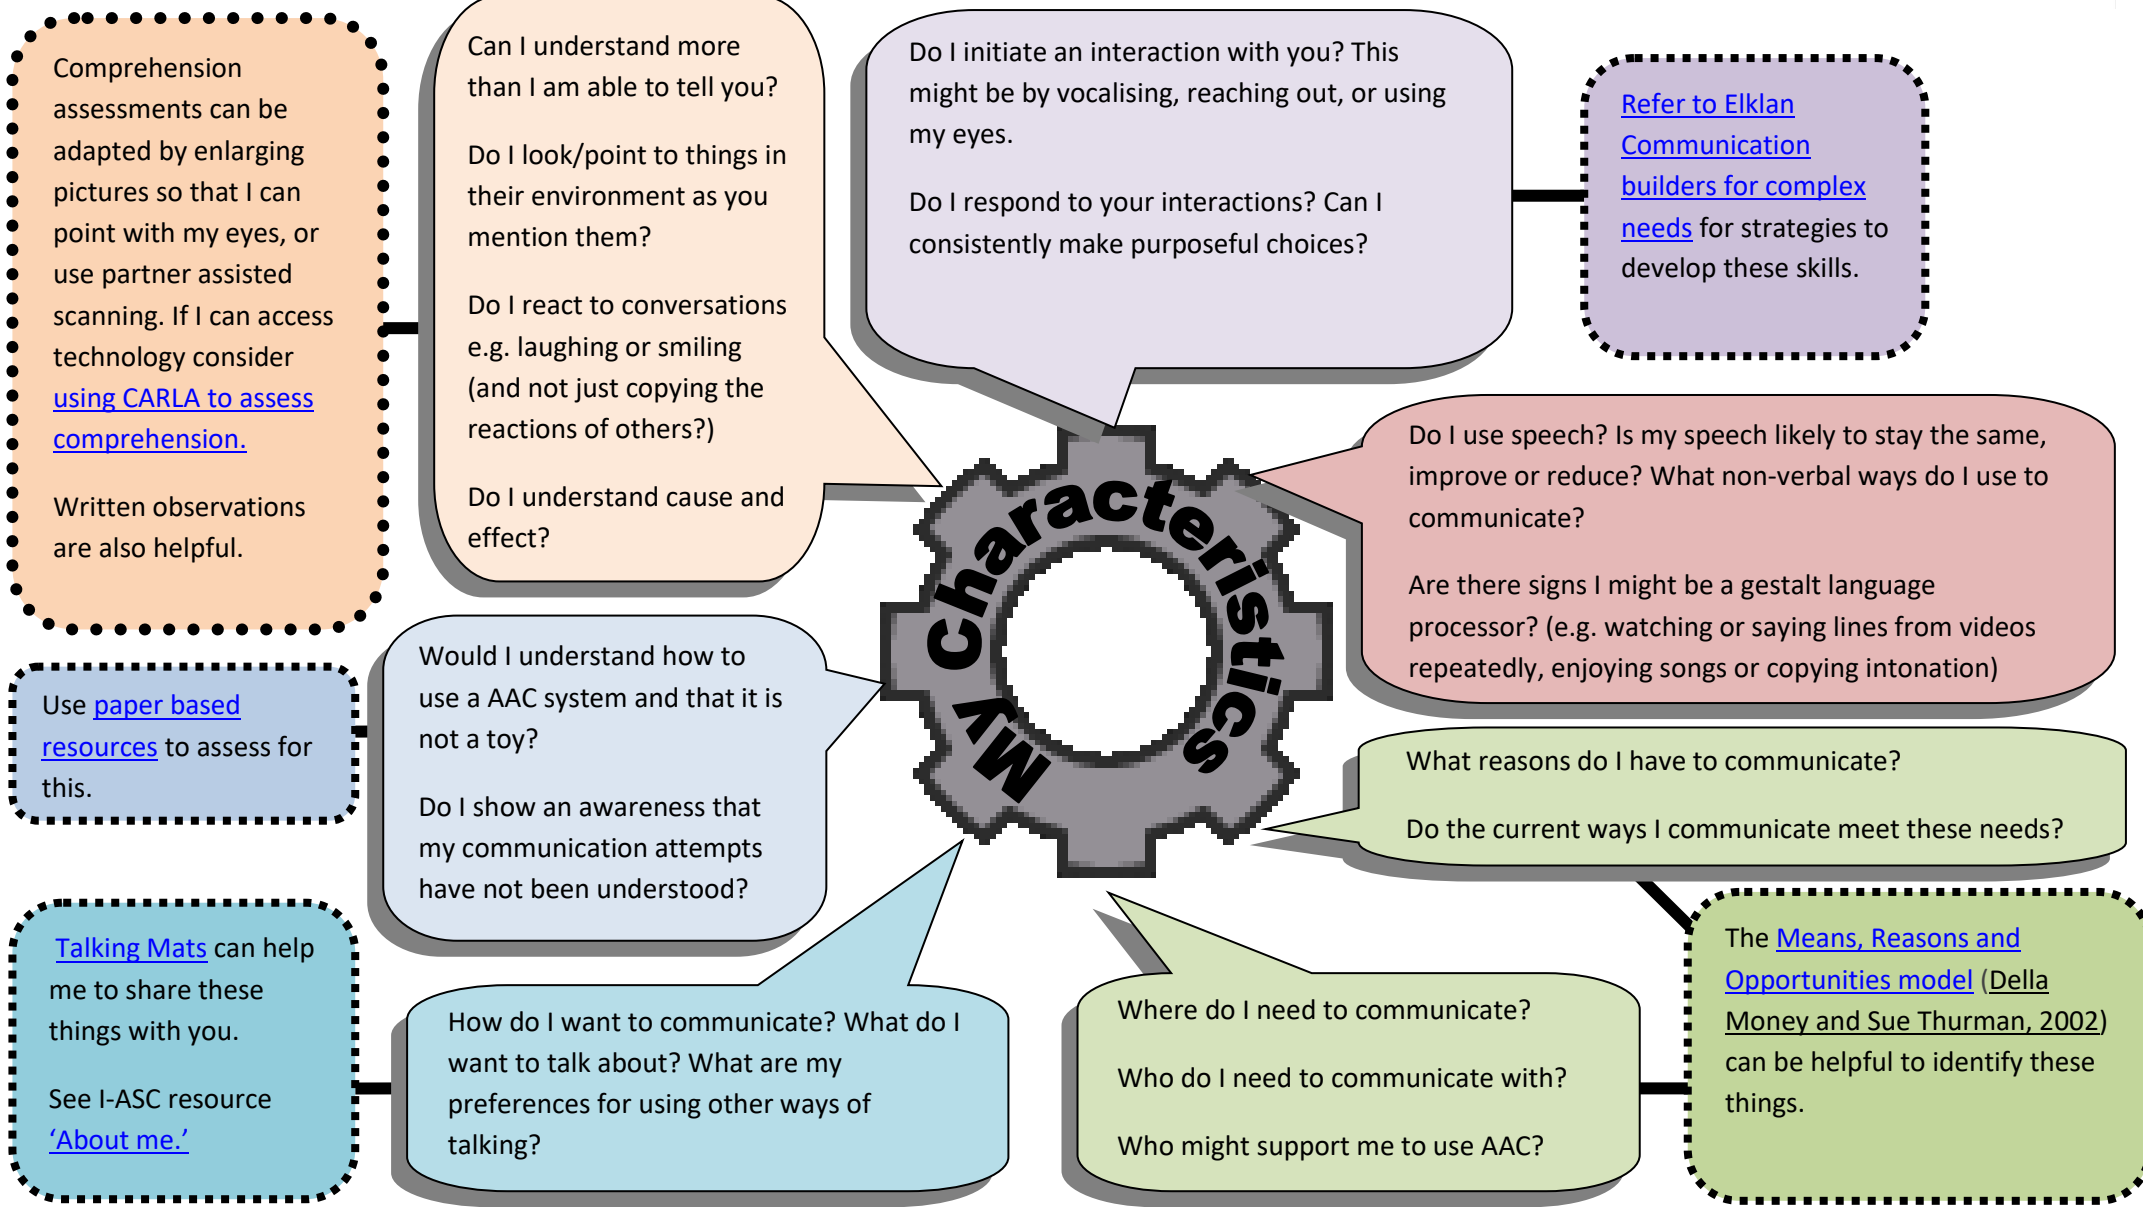 Comprehension
assessments can be
adapted by enlarging
pictures so that I can
point with my eyes, or
use partner assisted
scanning. If I can access
technology consider
using CARLA to assess
comprehension.
Written observations
are also helpful.
Can I understand more
than I am able to tell you?
Do I look/point to things in
their environment as you
mention them?
Do I react to conversations
e.g. laughing or smiling
(and not just copying the
reactions of others?)
Do I understand cause and
effect?
Do I initiate an interaction with you? This
might be by vocalising, reaching out, or using
my eyes.
Do I respond to your interactions? Can I
consistently make purposeful choices?
Refer to Elklan
Communication
builders for complex
needs for strategies to
develop these skills.
My Characteristics
Do I use speech? Is my speech likely to stay the same,
improve or reduce? What non-verbal ways do I use to
communicate?
Are there signs I might be a gestalt language
processor? (e.g. watching or saying lines from videos
repeatedly, enjoying songs or copying intonation)
Use paper based
resources to assess for
this.
Would I understand how to
use a AAC system and that it is
not a toy?
Do I show an awareness that
my communication attempts
have not been understood?
What reasons do I have to communicate?
Do the current ways I communicate meet these needs?
Talking Mats can help
me to share these
things with you.
See I-ASC resource
‘About me.’
How do I want to communicate? What do I
want to talk about? What are my
preferences for using other ways of
talking?
Where do I need to communicate?
Who do I need to communicate with?
Who might support me to use AAC?
The Means, Reasons and
Opportunities model (Della
Money and Sue Thurman, 2002)
can be helpful to identify these
things.